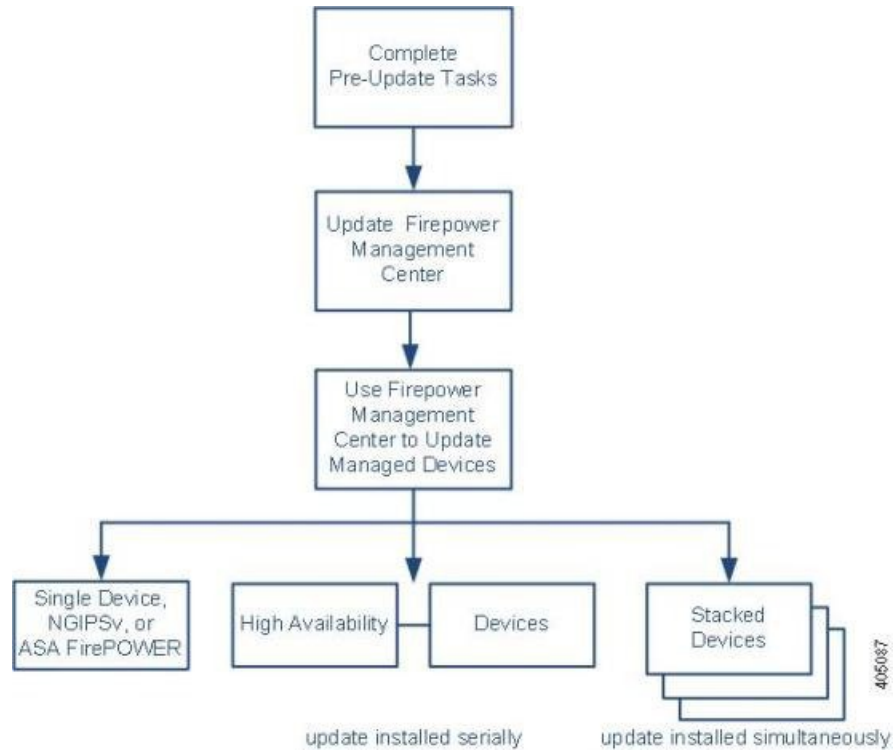 Complete
Pre-Update Tasks
Update Firepower
Management
Center
Use Firepower
Management
Center to Update
Managed Devices
Single Device,
NGIPSv, or
ASA FirePOWER
High Availability
Devices
Stacked
Devices
405087
update installed serially
update installed simultaneously